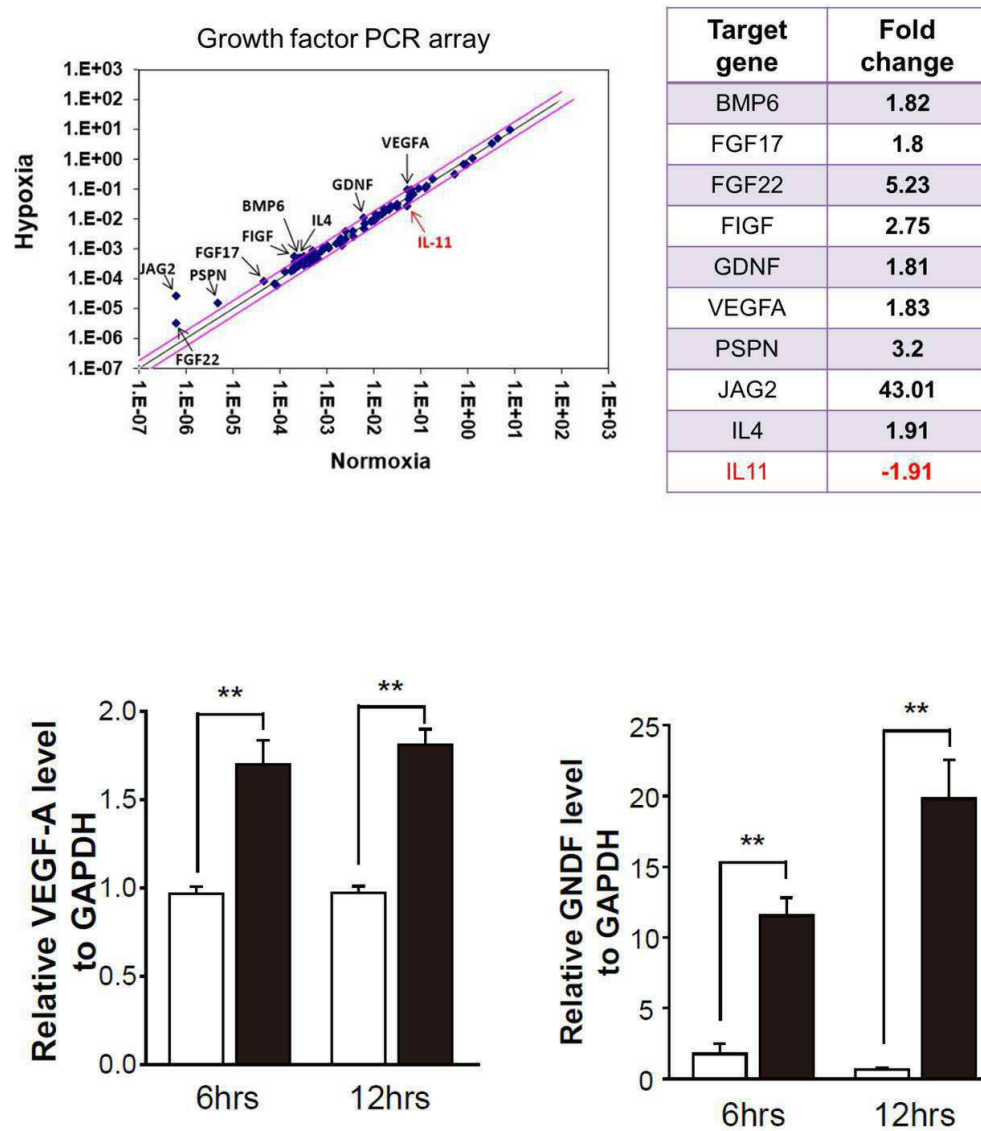 Growth factor PCR array
1.E+03
1.E+02
1.E+01
1.E+00
1.E-01
1.E-02
1.E-03
1.E-04
1.E-05
1.E-06
1.E-07
Hypoxia
VEGFA
GDNF
BMP6
IL4
IL-11
FIGF
FGF17
JAG2
PSPN
FGF22
1.E-07
1.E-06
1.E-05
1.E-04
1.E-03
1.E-02
1.E-01
1.E+00
1.E+01
1.E+02
1.E+03
Normoxia
Target gene Fold change
BMP6 1.82
FGF17 1.8
FGF22 5.23
FIGF 2.75
GDNF 1.81
VEGFA 1.83
PSPN 3.2
JAG2 43.01
IL4 1.91
IL11 -1.91
Relative VEGF-A level
to GAPDH
2.0
1.5
1.0
0.5
0.0
**
**
6hrs
12hrs
Relative GNDF level
to GAPDH
25
20
15
10
5
0
**
**
6hrs
12hrs